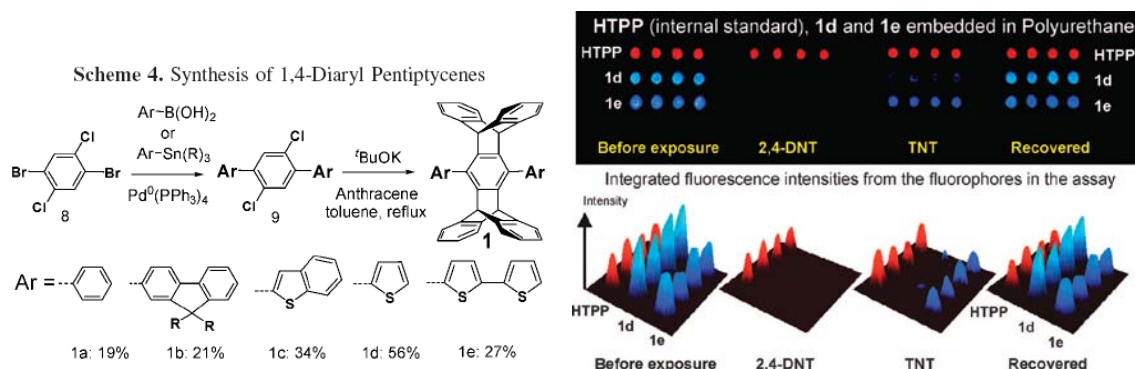 Scheme 4. Synthesis of 1,4-Diaryl Pentiptycenes
Ar-B(OH)2
or
Ar-Sn(R)3
Pd0(PPh3)4
Br
Cl
Br
Cl
8
Ar
Cl
Ar
Cl
9
tBuOK
Anthracene
toluene, reflux
Ar
Ar
1
Ar =
R R
S
S
S S
1a: 19% 1b: 21% 1c: 34% 1d: 56% 1e: 27%
HTPP (internal standard), 1d and 1e embedded in Polyurethane
HTPP HTPP
1d 1d
1e 1e
Before exposure 2,4-DNT TNT Recovered
Integrated fluorescence intensities from the fluorophores in the assay
Intensity
HTPP HTPP
1d 1d
1e 1e
Before exposure 2,4-DNT TNT Recovered